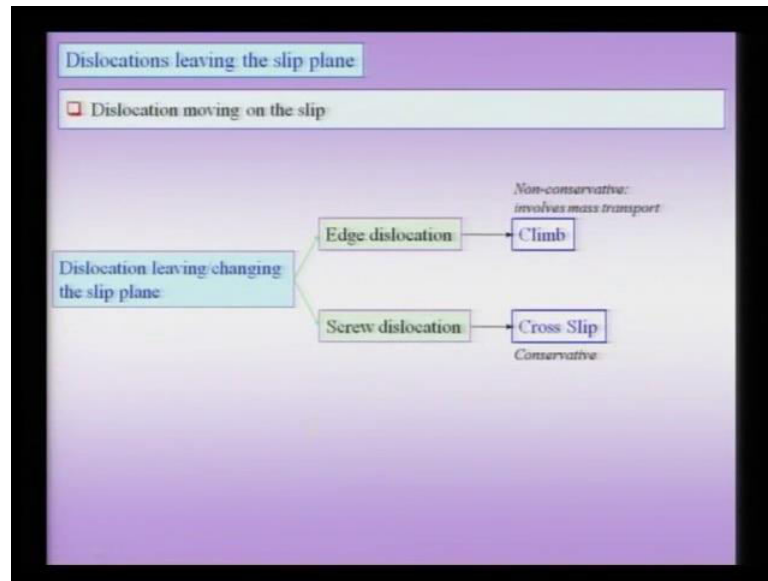 Dislocations leaving the slip plane
Dislocation moving on the slip
Non-conservative:
involves mass transport
Edge dislocation
Climb
Dislocation leaving/changing
the slip plane
Screw dislocation
Cross Slip
Conservative